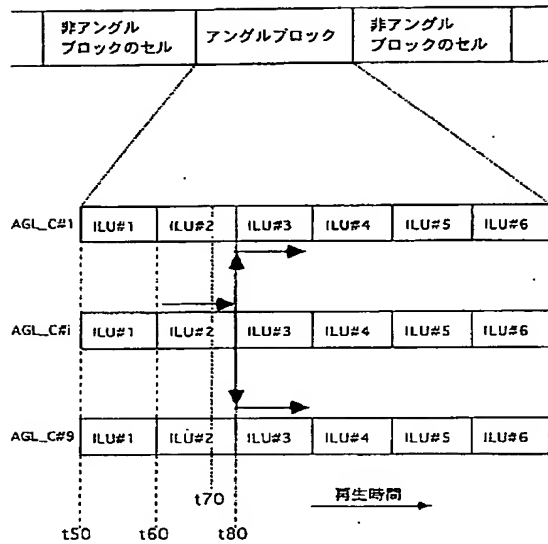 非アングル
ブロックのセル
アングルブロック
非アングル
ブロックのセル
AGL_C#1
ILU#1
ILU#2
ILU#3
ILU#4
ILU#5
ILU#6
AGL_C#i
ILU#1
ILU#2
ILU#3
ILU#4
ILU#5
ILU#6
AGL_C#9
ILU#1
ILU#2
ILU#3
ILU#4
ILU#5
ILU#6
t50
t60
t70
t80
再生時間